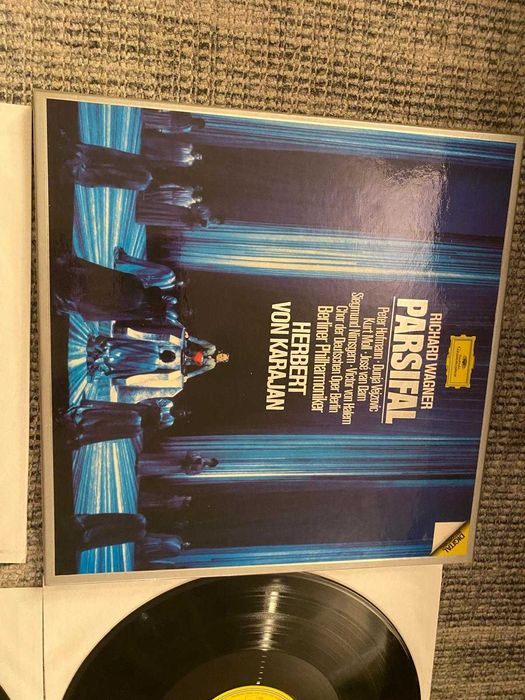 RICHARD WAGNER
PARSIFAL
Peter Hofmann · Dunja Vejzovic
Kurt Moll · José van Dam
Siegmund Nimsgern · Victor von Halem
Chor der Deutschen Oper Berlin
Berliner Philharmoniker
HERBERT
VON KARAJAN
DIGITAL